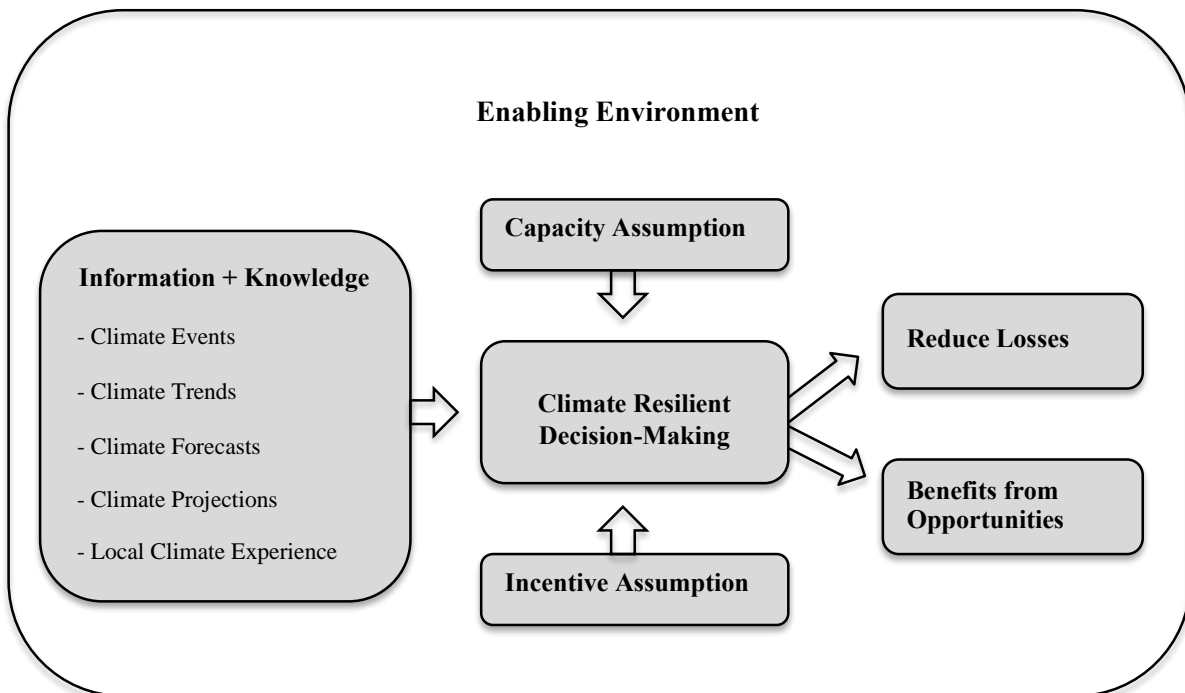 Enabling Environment
Capacity Assumption
Information + Knowledge
- Climate Events
- Climate Trends
- Climate Forecasts
- Climate Projections
- Local Climate Experience
Climate Resilient
Decision-Making
Incentive Assumption
Reduce Losses
Benefits from
Opportunities